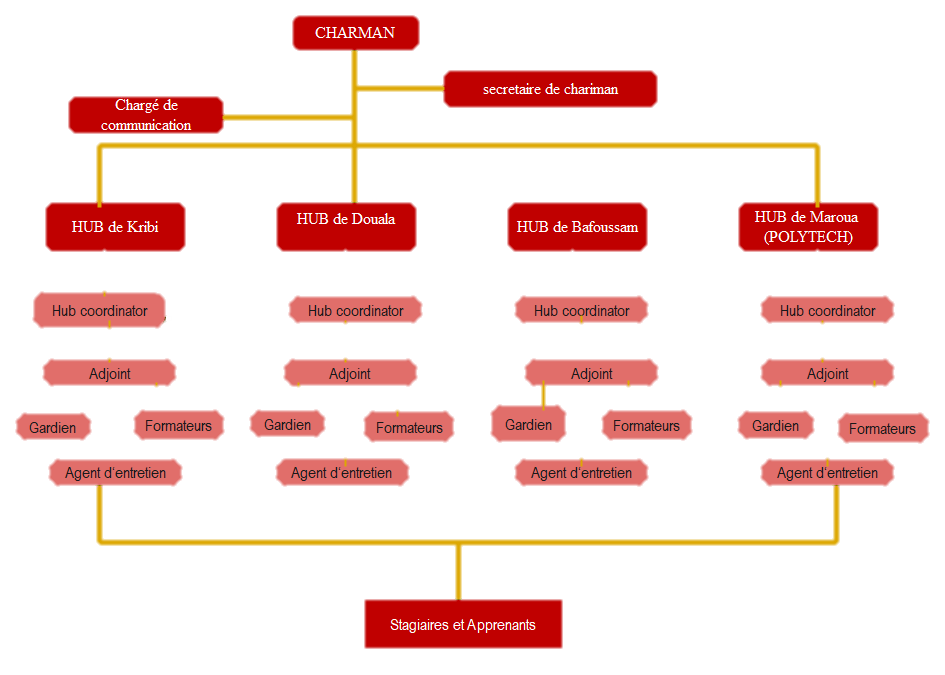 CHARMAN
secretaire de chariman
Chargé de
communication
HUB de Kribi
HUB de Douala
HUB de Bafoussam
HUB de Maroua
(POLYTECH)
Hub coordinator
Hub coordinator
Hub coordinator
Hub coordinator
Adjoint
Adjoint
Adjoint
Adjoint
Gardien
Formateurs
Gardien
Formateurs
Gardien
Formateurs
Gardien
Formateurs
Agent d'entretien
Agent d'entretien
Agent d'entretien
Agent d'entretien
Stagiaires et Apprenants